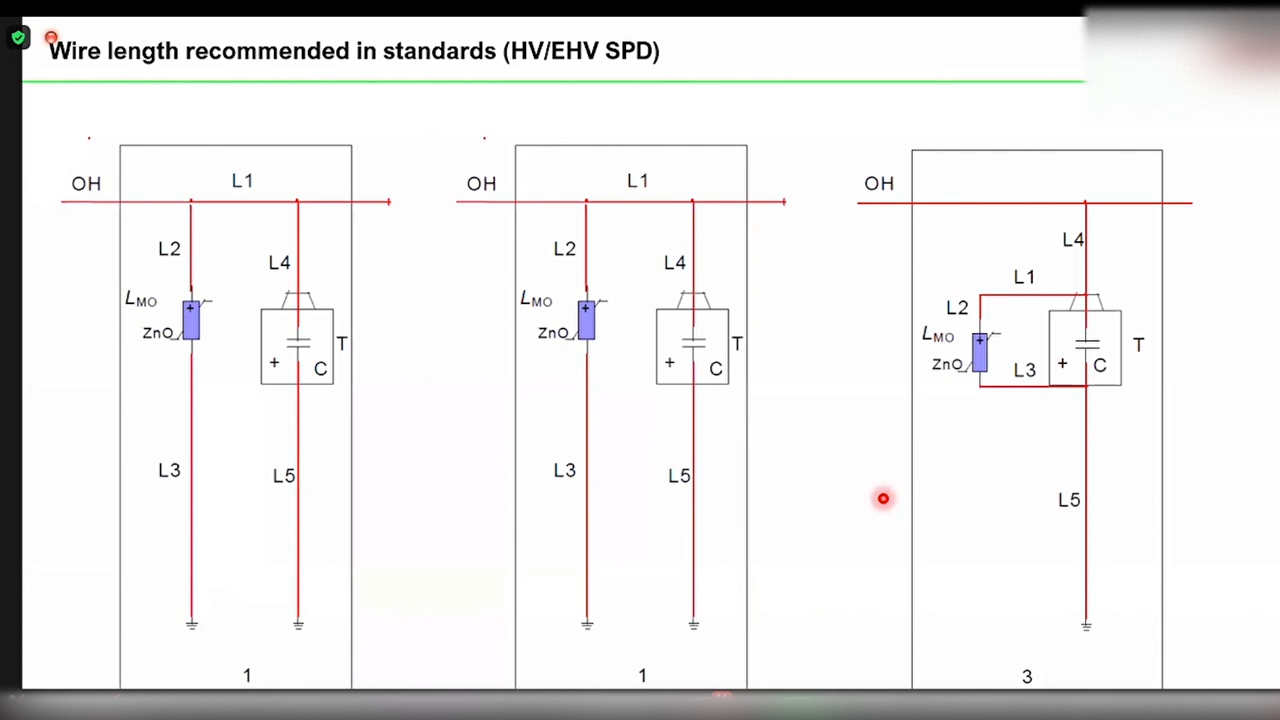 Wire length recommended in standards (HV/EHV SPD)
OH
L1
L2
L4
LMO
ZnO
T
+
+
C
L3
L5
1
OH
L1
L2
L4
LMO
ZnO
T
+
+
C
L3
L5
1
OH
L4
L1
L2
LMO
ZnO
T
+
+
C
L3
L5
3